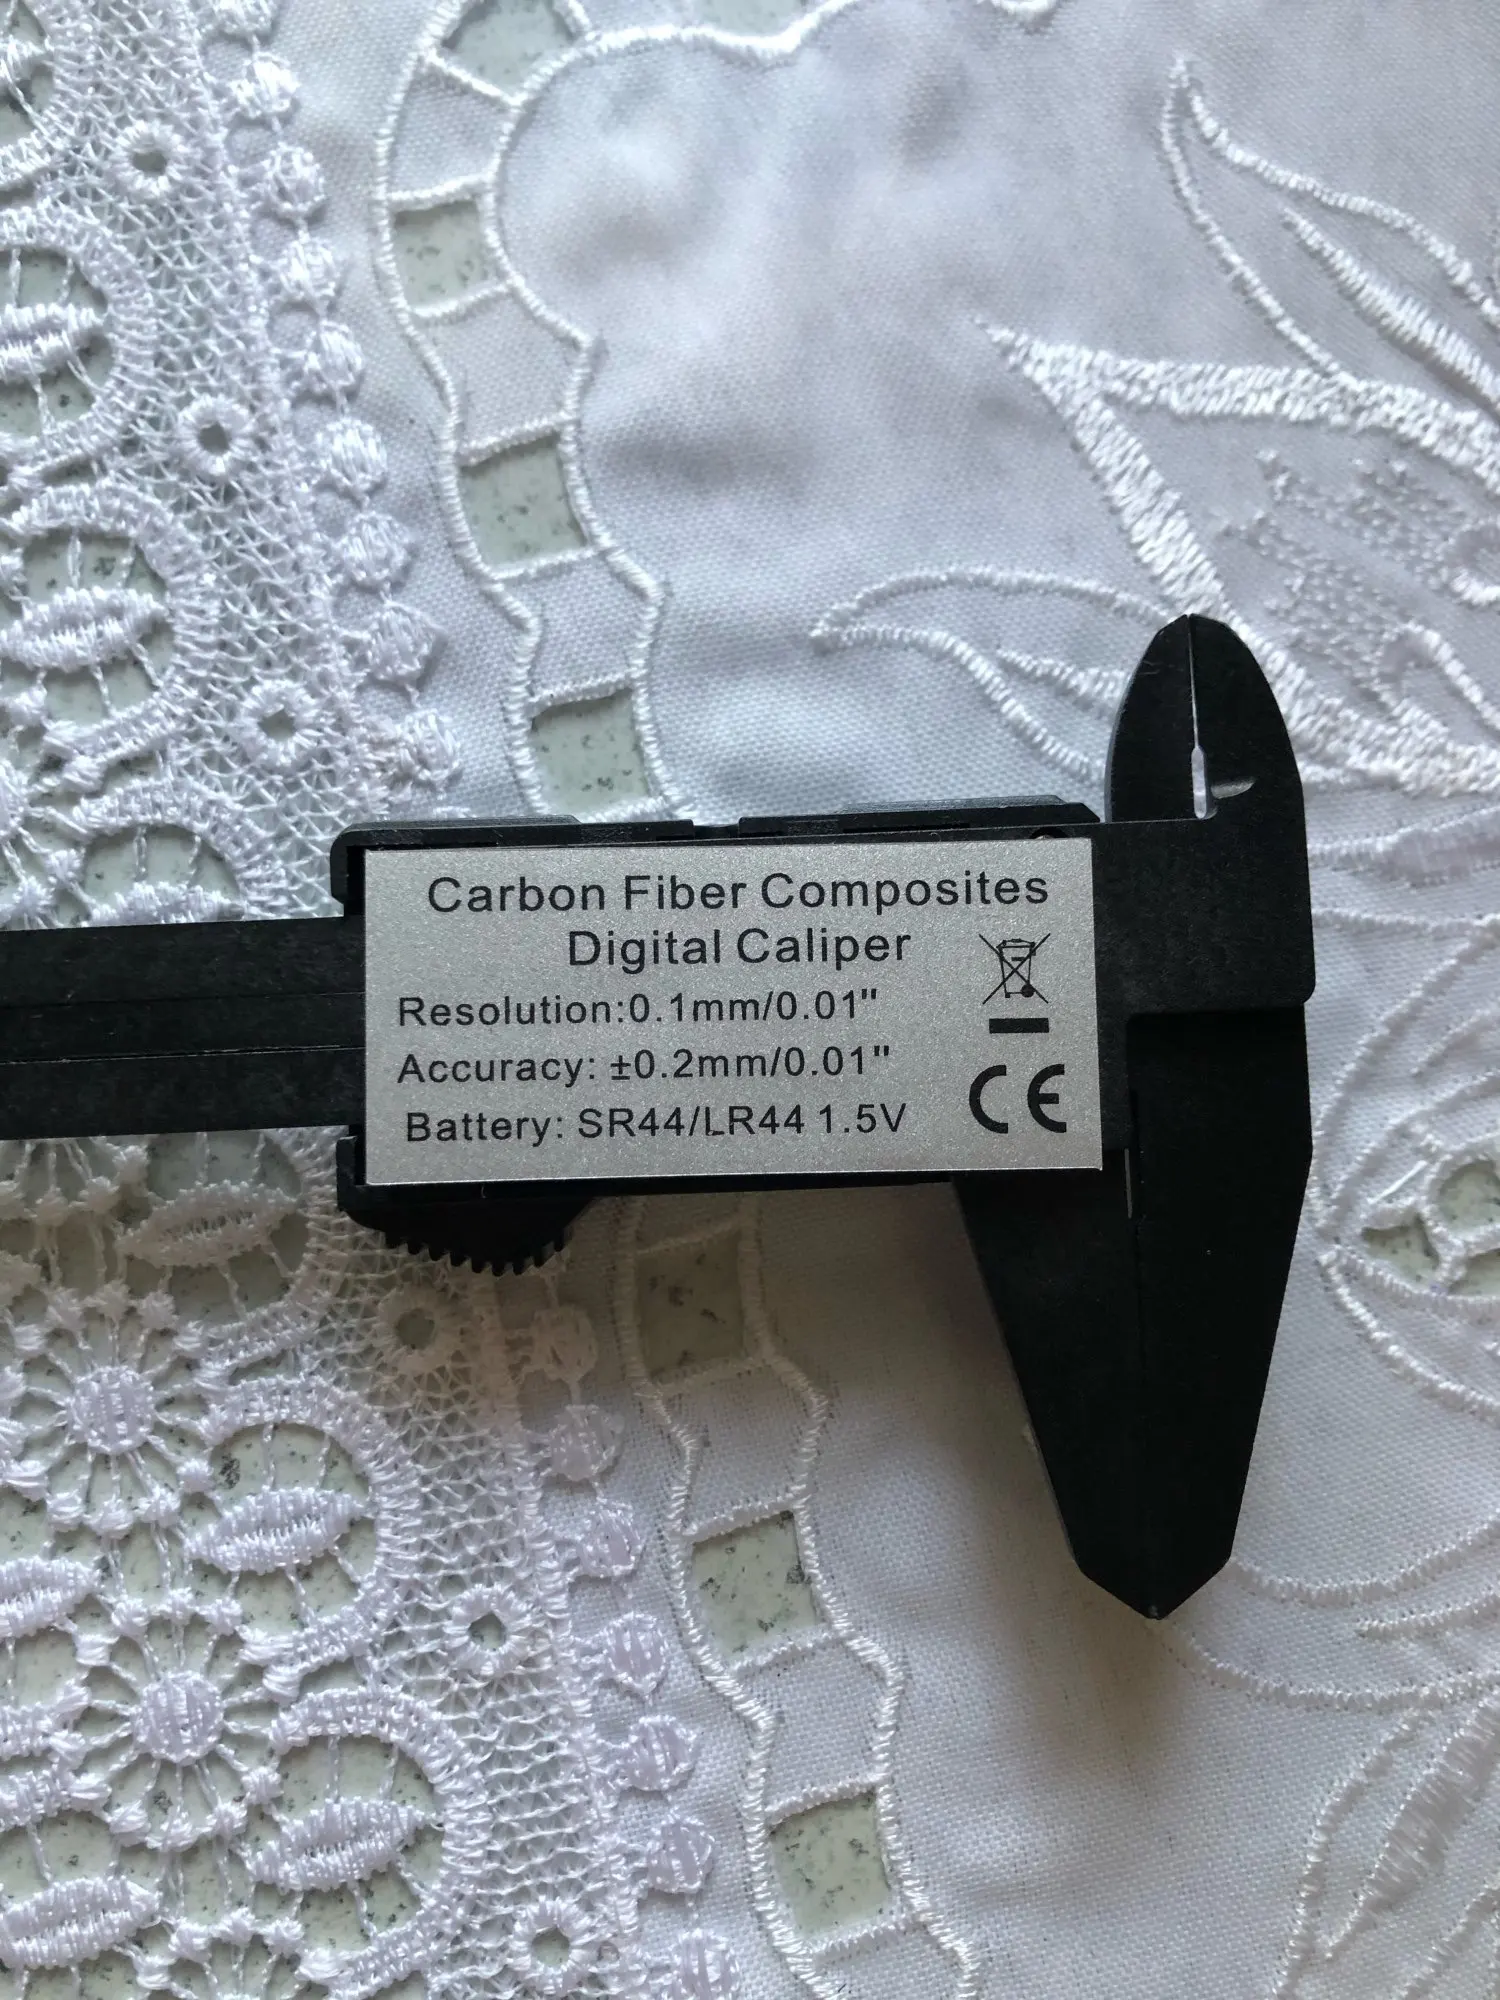 Carbon Fiber Composites
Digital Caliper
Resolution:0.1mm/0.01"
Accuracy: ±0.2mm/0.01"
Battery: SR44/LR44 1.5V
CE